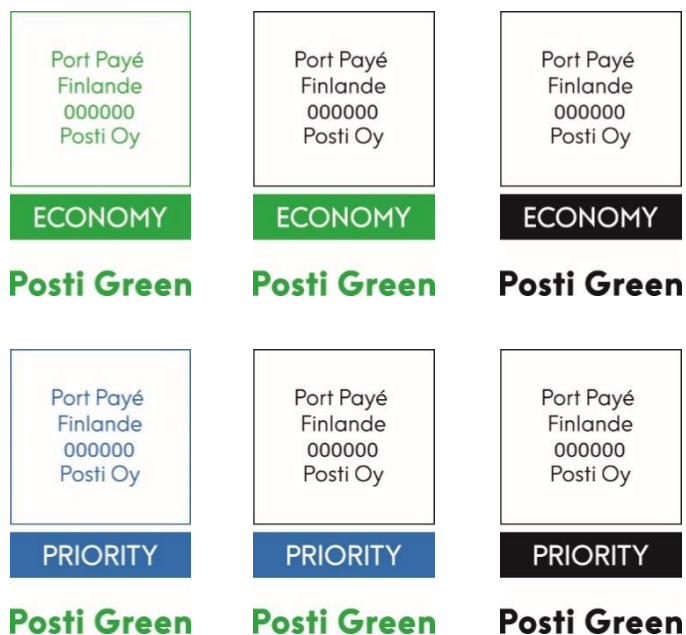 Port Payé
Finlande
000000
Posti Oy
ECONOMY
Posti Green
Port Payé
Finlande
000000
Posti Oy
ECONOMY
Posti Green
Port Payé
Finlande
000000
Posti Oy
ECONOMY
Posti Green
Port Payé
Finlande
000000
Posti Oy
PRIORITY
Posti Green
Port Payé
Finlande
000000
Posti Oy
PRIORITY
Posti Green
Port Payé
Finlande
000000
Posti Oy
PRIORITY
Posti Green